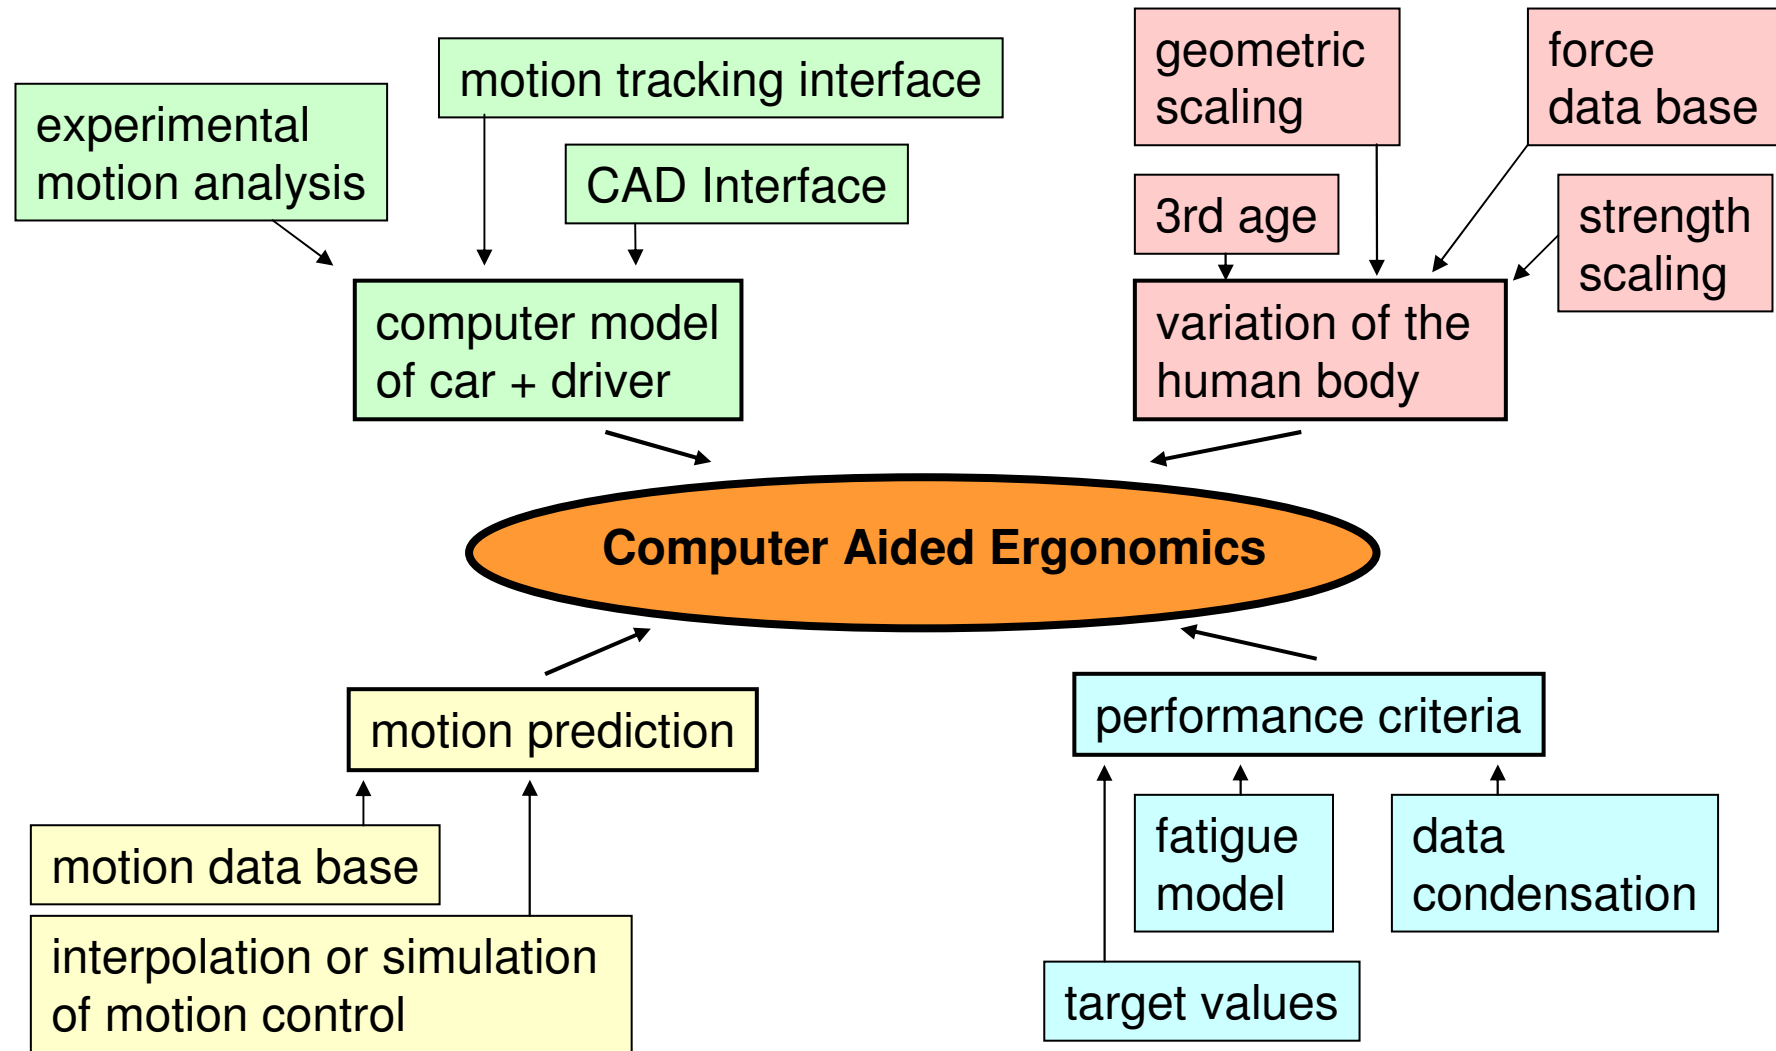 experimental
motion analysis
motion tracking interface
CAD Interface
computer model
of car + driver
geometric
scaling
force
data base
3rd age
strength
scaling
variation of the
human body
Computer Aided Ergonomics
motion prediction
motion data base
interpolation or simulation
of motion control
performance criteria
fatigue
model
data
condensation
target values